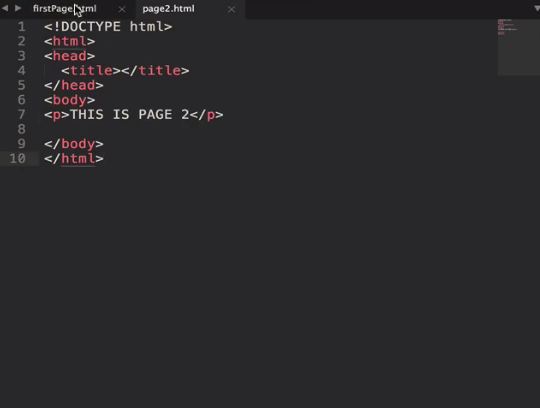 firstPage.html page2.html
1 <!DOCTYPE html>
2 <html>
3 <head>
4 <title></title>
5 </head>
6 <body>
7 <p>THIS IS PAGE 2</p>
8
9 </body>
10 </html>